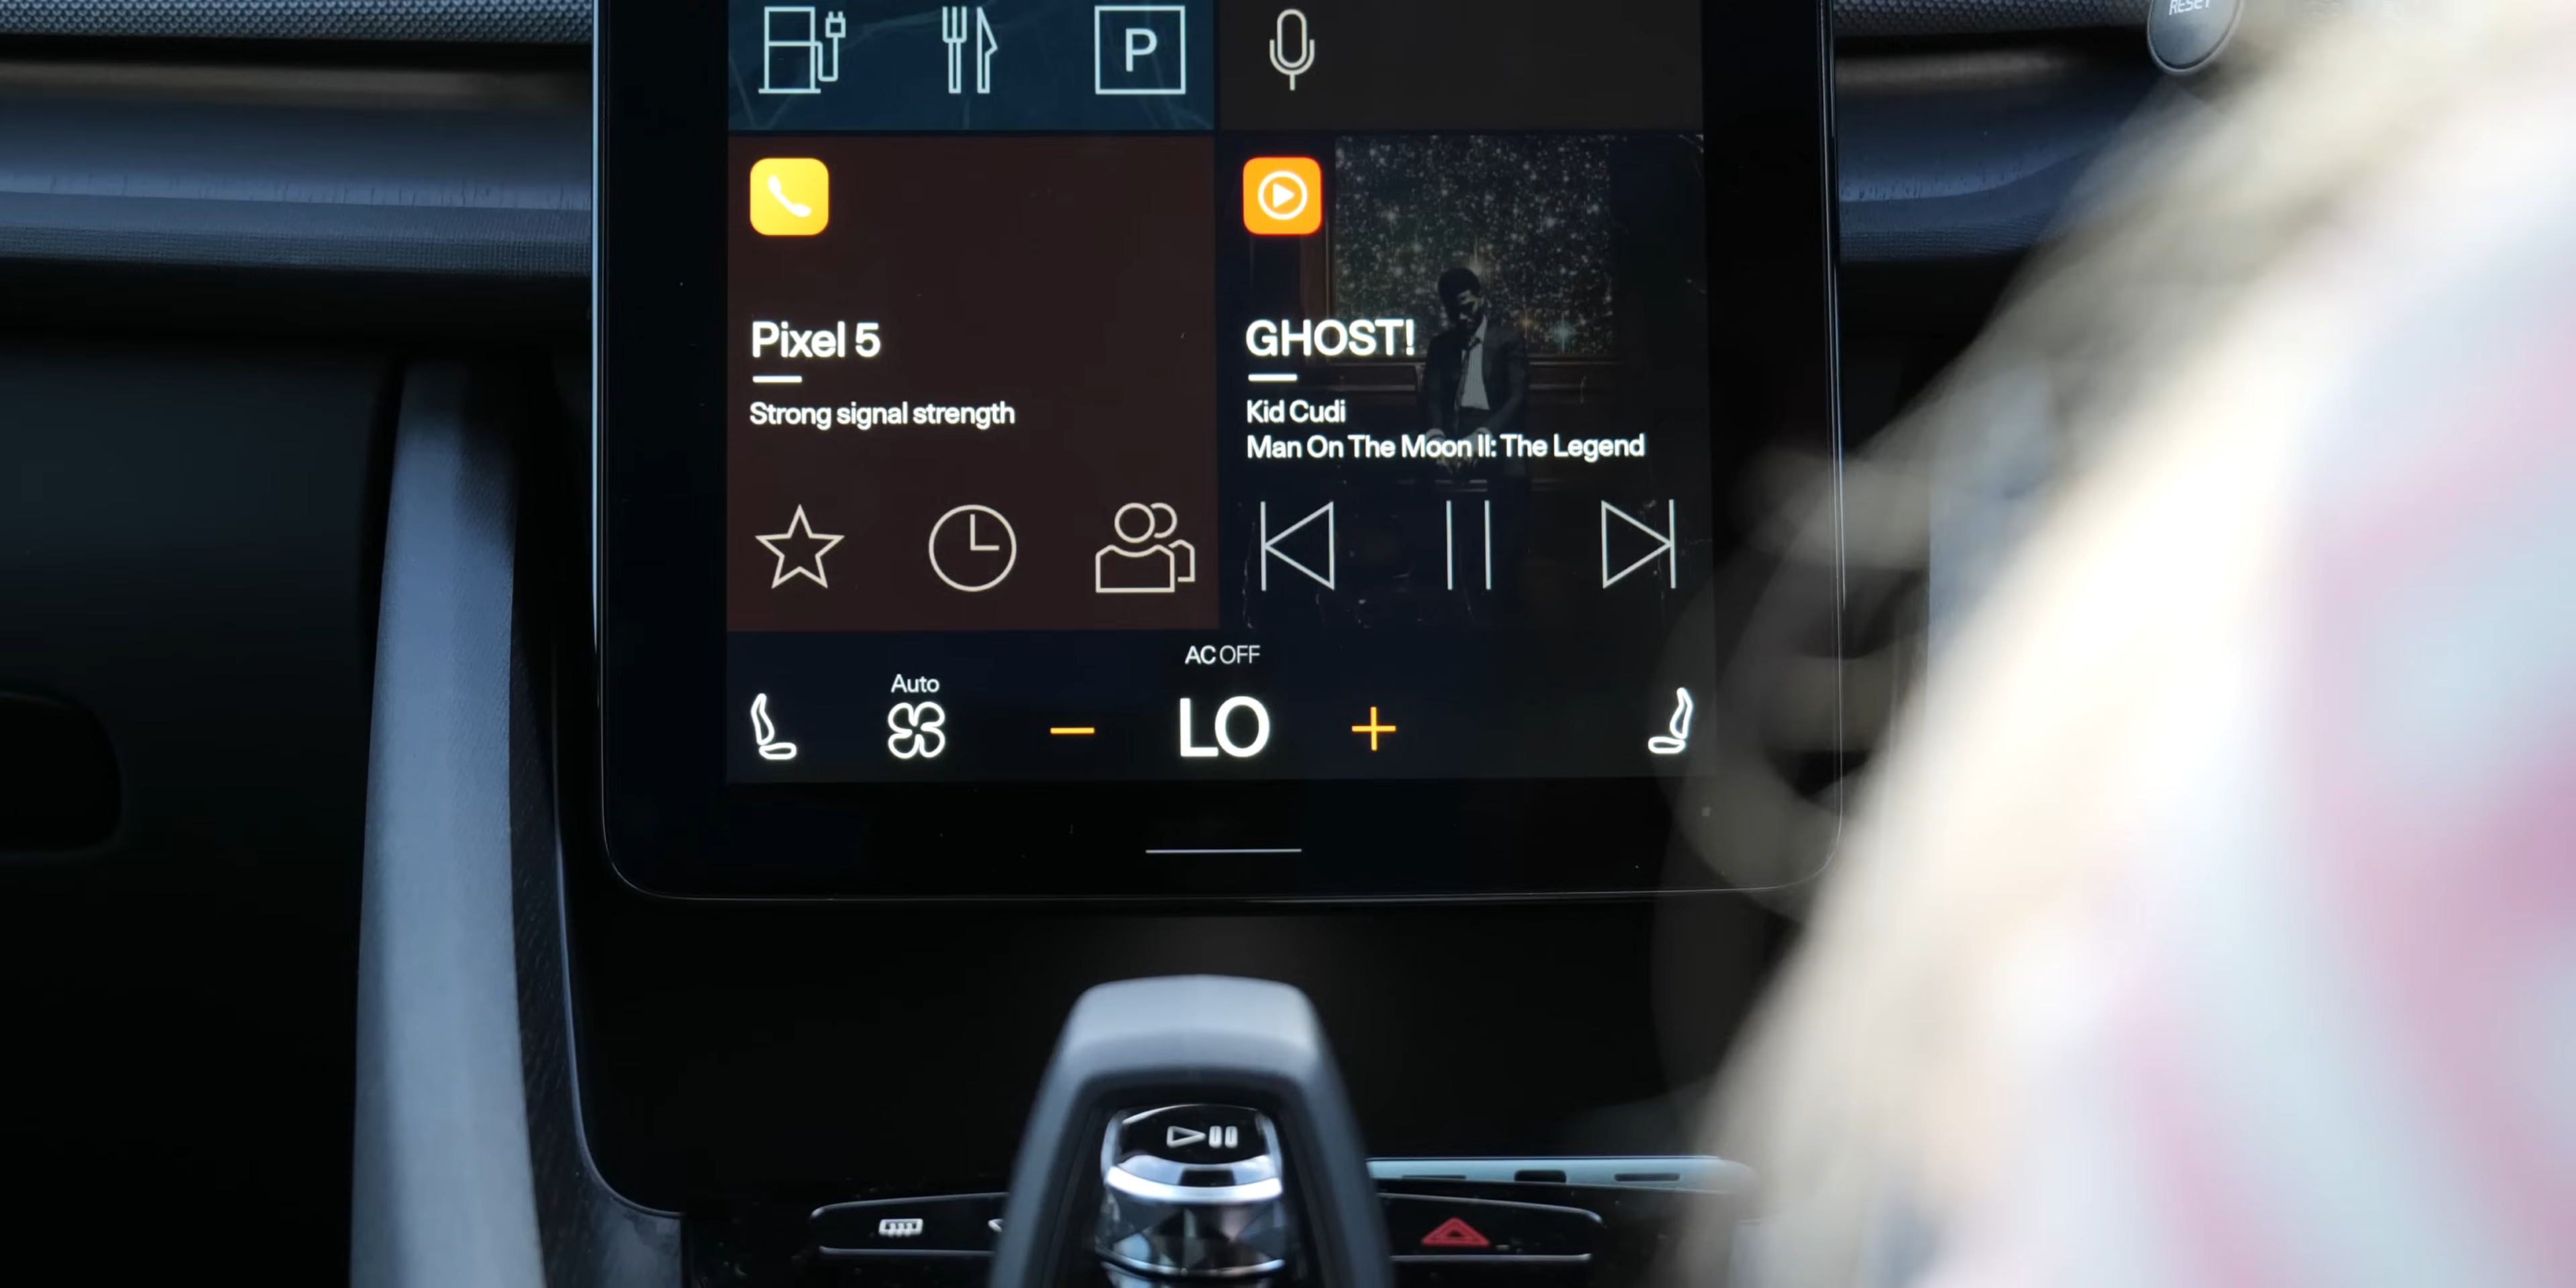 RESET
P
Pixel 5
Strong signal strength
GHOST!
Kid Cudi
Man On The Moon II: The Legend
AC OFF
Auto
LO